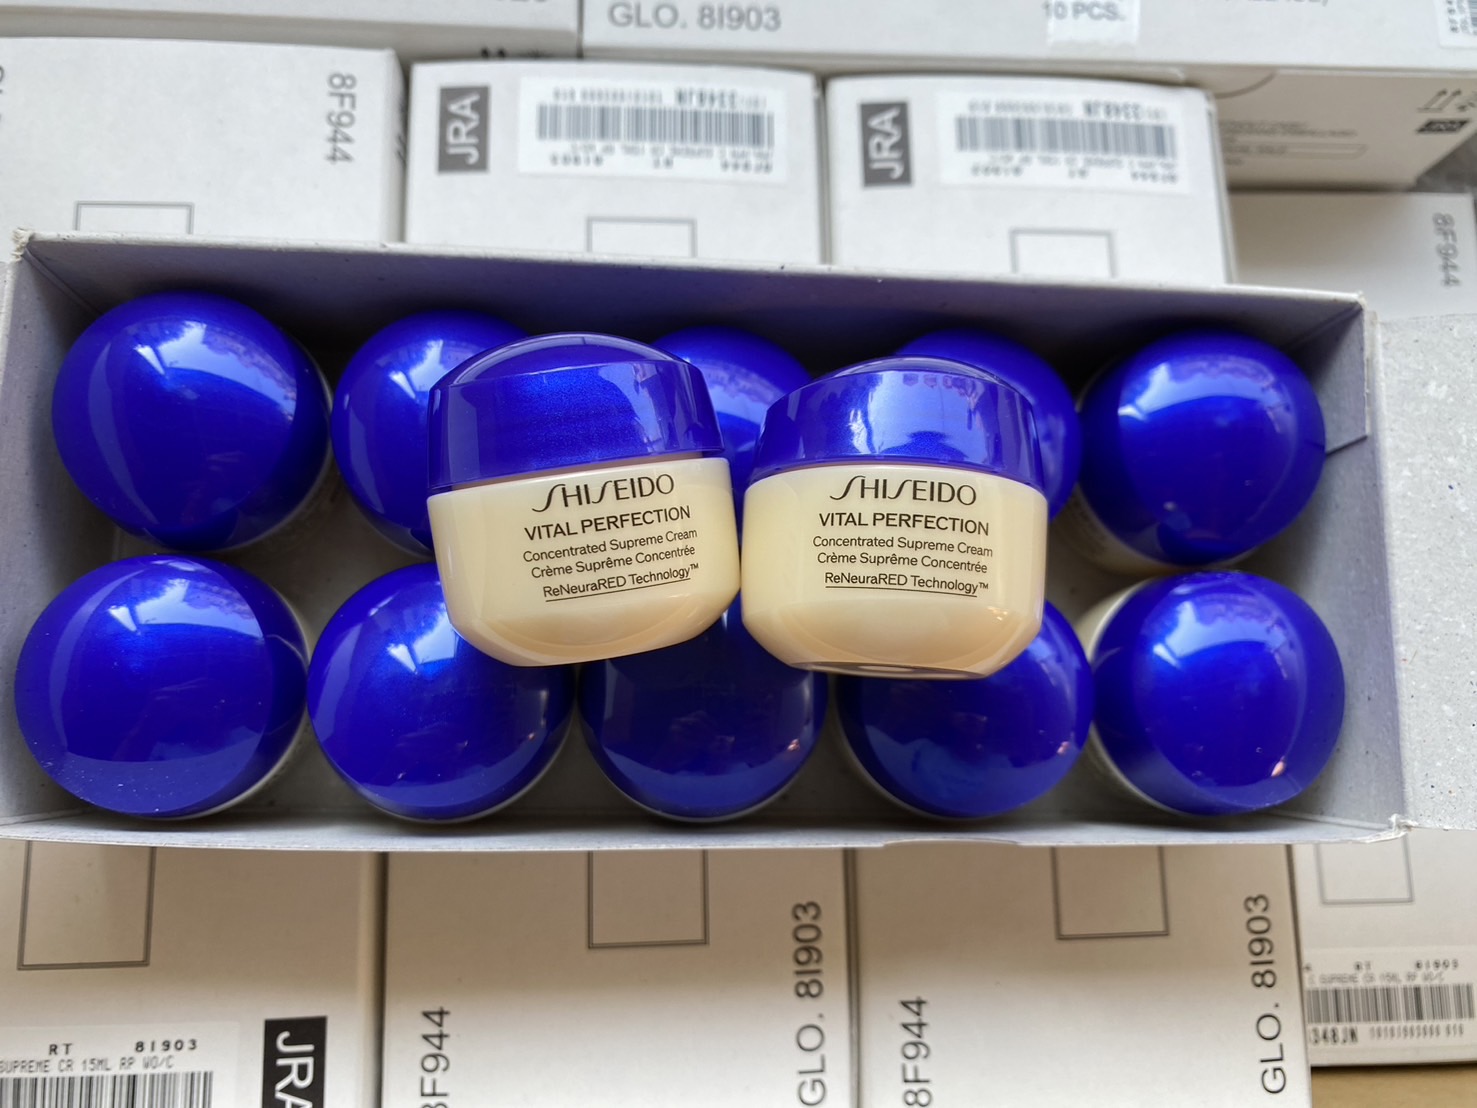 GLO. 8I903
10 PCS.
8F944
JRA
JRA
8F944
SHISEIDO
VITAL PERFECTION
Concentrated Supreme Cream
Crème Suprême Concentrée
ReNeuraRED Technology™
SHISEIDO
VITAL PERFECTION
Concentrated Supreme Cream
Crème Suprême Concentrée
ReNeuraRED Technology™
RT 8I903
SUPREME CR 15ML RP WO/C
JRA
8F944
GLO. 8I903
8F944
GLO. 8I903
RT 8I903
SUPREME CR 15ML RP WO/C